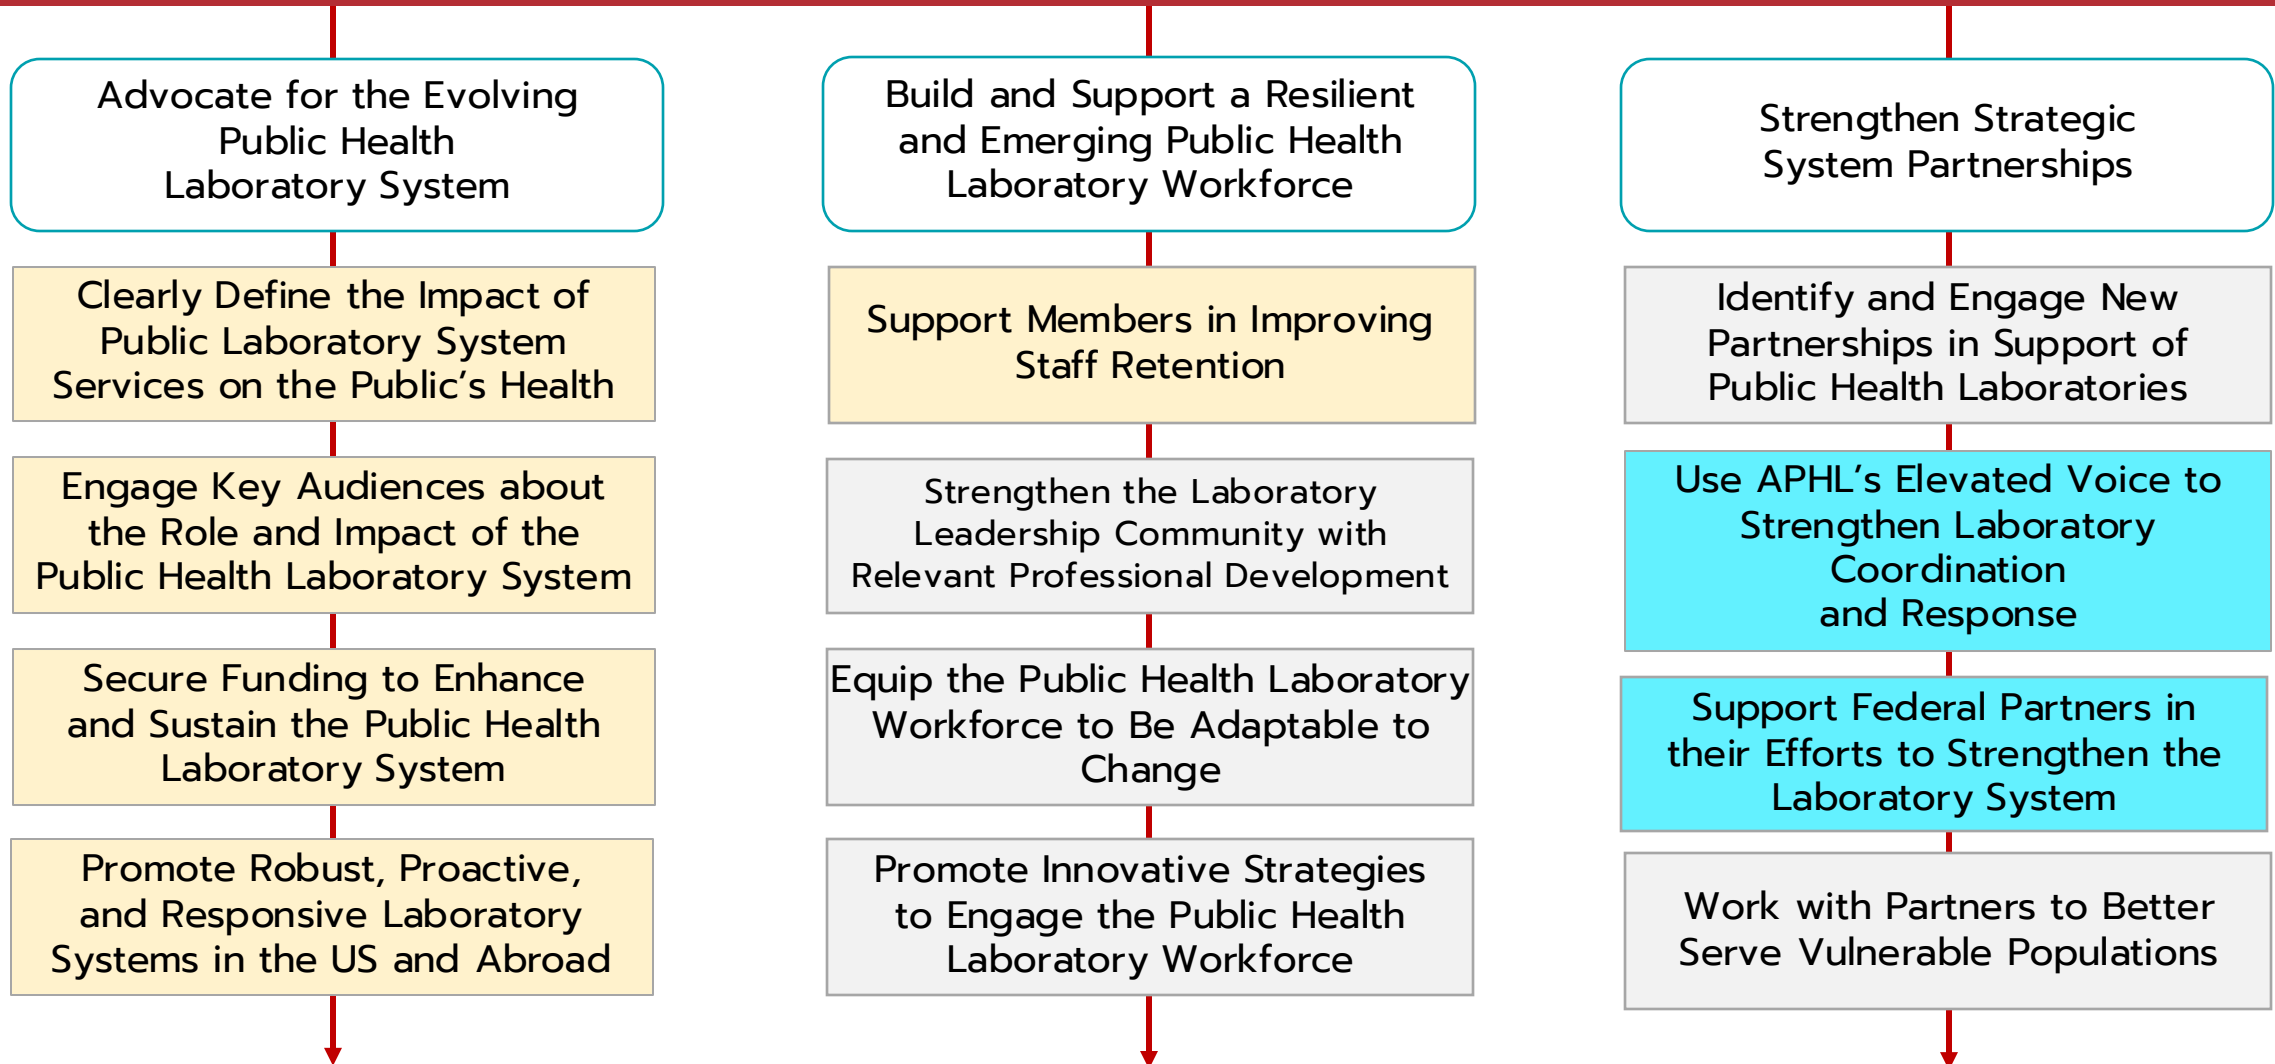 Advocate for the Evolving
Public Health
Laboratory System
Clearly Define the Impact of
Public Laboratory System
Services on the Public’s Health
Engage Key Audiences about
the Role and Impact of the
Public Health Laboratory System
Secure Funding to Enhance
and Sustain the Public Health
Laboratory System
Promote Robust, Proactive,
and Responsive Laboratory
Systems in the US and Abroad
Build and Support a Resilient
and Emerging Public Health
Laboratory Workforce
Support Members in Improving
Staff Retention
Strengthen the Laboratory
Leadership Community with
Relevant Professional Development
Equip the Public Health Laboratory
Workforce to Be Adaptable to
Change
Promote Innovative Strategies
to Engage the Public Health
Laboratory Workforce
Strengthen Strategic
System Partnerships
Identify and Engage New
Partnerships in Support of
Public Health Laboratories
Use APHL’s Elevated Voice to
Strengthen Laboratory
Coordination
and Response
Support Federal Partners in
their Efforts to Strengthen the
Laboratory System
Work with Partners to Better
Serve Vulnerable Populations